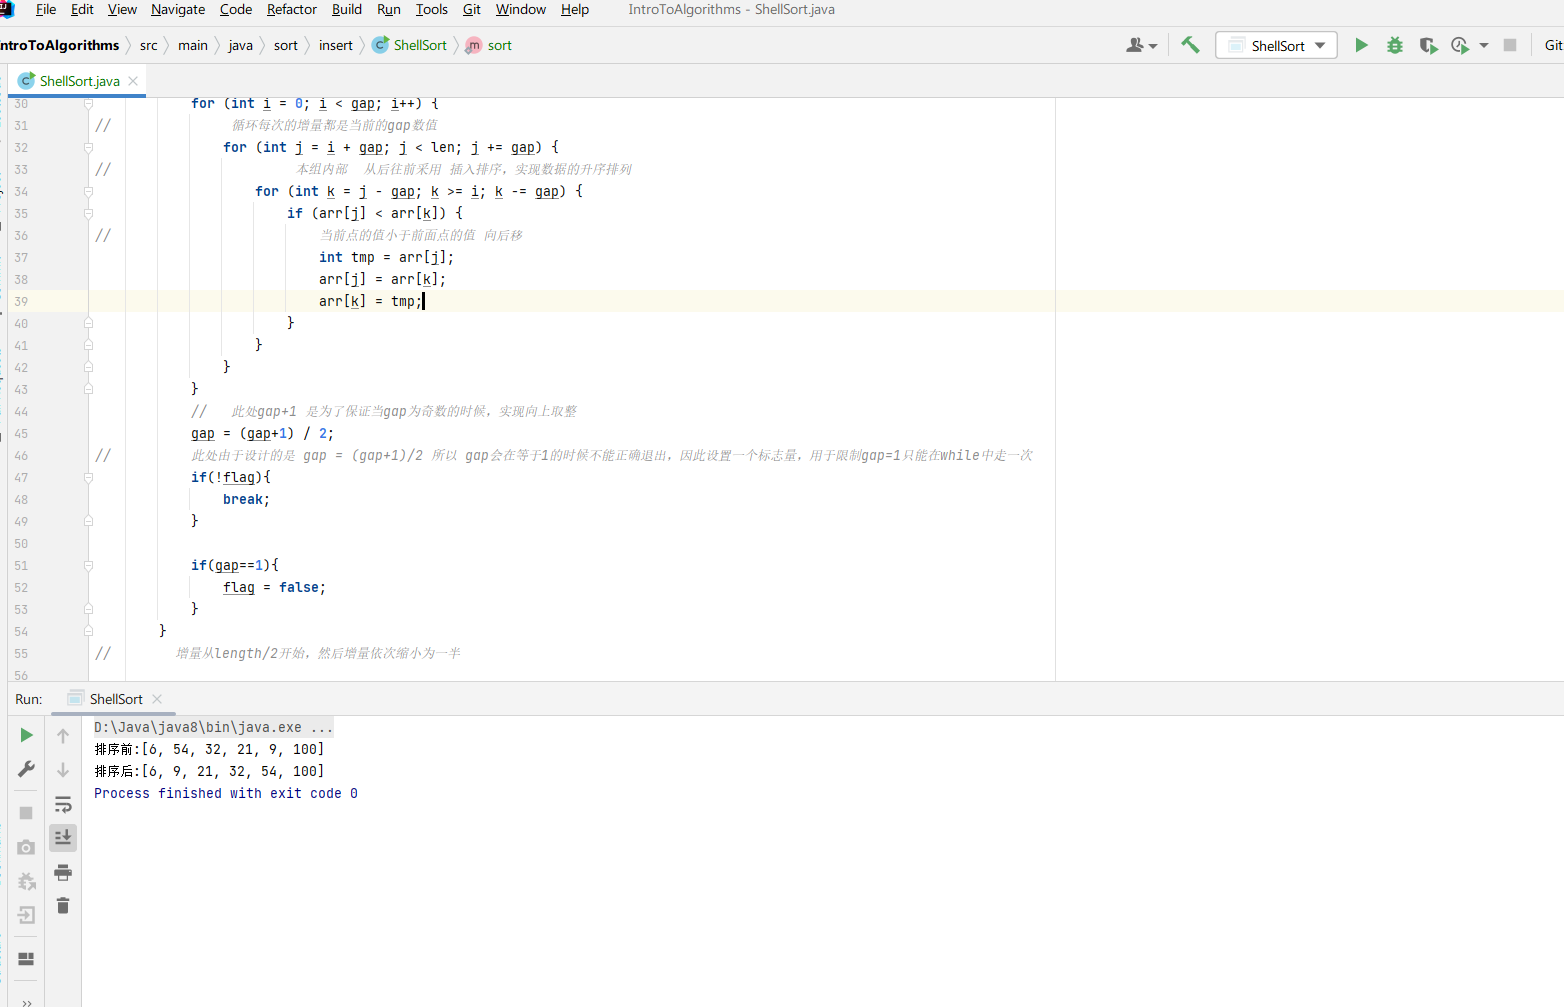 File Edit View Navigate Code Refactor Build Run Tools Git Window Help IntroToAlgorithms - ShellSort.java
ntroToAlgorithms src main java sort insert ShellSort sort ShellSort Git
ShellSort.java
30 for (int i = 0; i < gap; i++) {
31 // 循环每次的增量都是当前的gap数值
32 for (int j = i + gap; j < len; j += gap) {
33 // 本组内部 从后往前采用 插入排序，实现数据的升序排列
34 for (int k = j - gap; k >= i; k -= gap) {
35 if (arr[j] < arr[k]) {
36 // 当前点的值小于前面点的值 向后移
37 int tmp = arr[j];
38 arr[j] = arr[k];
39 arr[k] = tmp;
40 }
41 }
42 }
43 }
44 // 此处gap+1 是为了保证当gap为奇数的时候，实现向上取整
45 gap = (gap+1) / 2;
46 // 此处由于设计的是 gap = (gap+1)/2 所以 gap会在等于1的时候不能正确退出，因此设置一个标志量，用于限制gap=1只能在while中走一次
47 if(!flag){
48 break;
49 }
50
51 if(gap==1){
52 flag = false;
53 }
54 }
55 // 增量从length/2开始，然后增量依次缩小为一半
56
Run: ShellSort
D:\Java\java8\bin\java.exe ...
排序前:[6, 54, 32, 21, 9, 100]
排序后:[6, 9, 21, 32, 54, 100]
Process finished with exit code 0